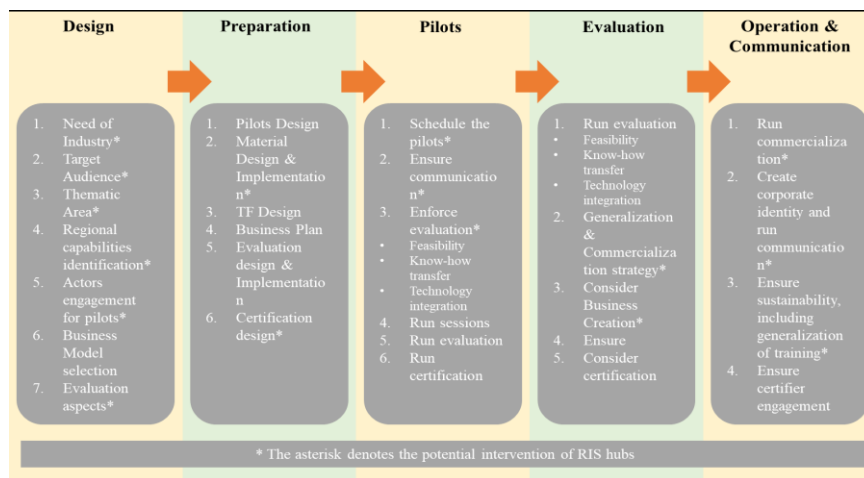 Design
Preparation
Pilots
Evaluation
Operation &
Communication
1. Need of
Industry*
2. Target
Audience*
3. Thematic
Area*
4. Regional
capabilities
identification*
5. Actors
engagement
for pilots*
6. Business
Model
selection
7. Evaluation
aspects*
1. Pilots Design
2. Material
Design &
Implementatio
n*
3. TF Design
4. Business Plan
5. Evaluation
design &
Implementatio
n
6. Certification
design*
1. Schedule the
pilots*
2. Ensure
communicatio
n*
3. Enforce
evaluation*
• Feasibility
• Know-how
transfer
• Technology
integration
4. Run sessions
5. Run evaluation
6. Run
certification
1. Run evaluation
• Feasibility
• Know-how
transfer
• Technology
integration
2. Generalization
&
Commercializa
tion strategy*
3. Consider
Business
Creation*
4. Ensure
5. Consider
certification
1. Run
commercializa
tion*
2. Create
corporate
identity and
run
communicatio
n*
3. Ensure
sustainability,
including
generalization
of training*
4. Ensure
certifier
engagement
* The asterisk denotes the potential intervention of RIS hubs